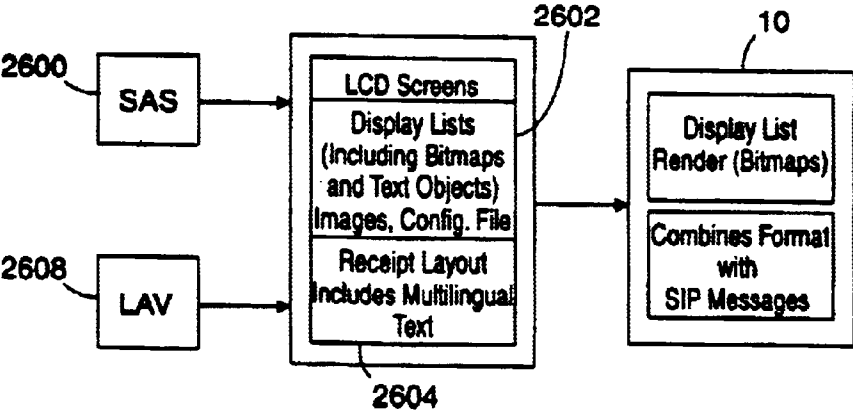 2600
SAS
2608
LAV
2602
LCD Screens
Display Lists
(Including Bitmaps
and Text Objects)
Images, Config. File
Receipt Layout
Includes Multilingual
Text
2604
10
Display List
Render (Bitmaps)
Combines Format
with
SIP Messages